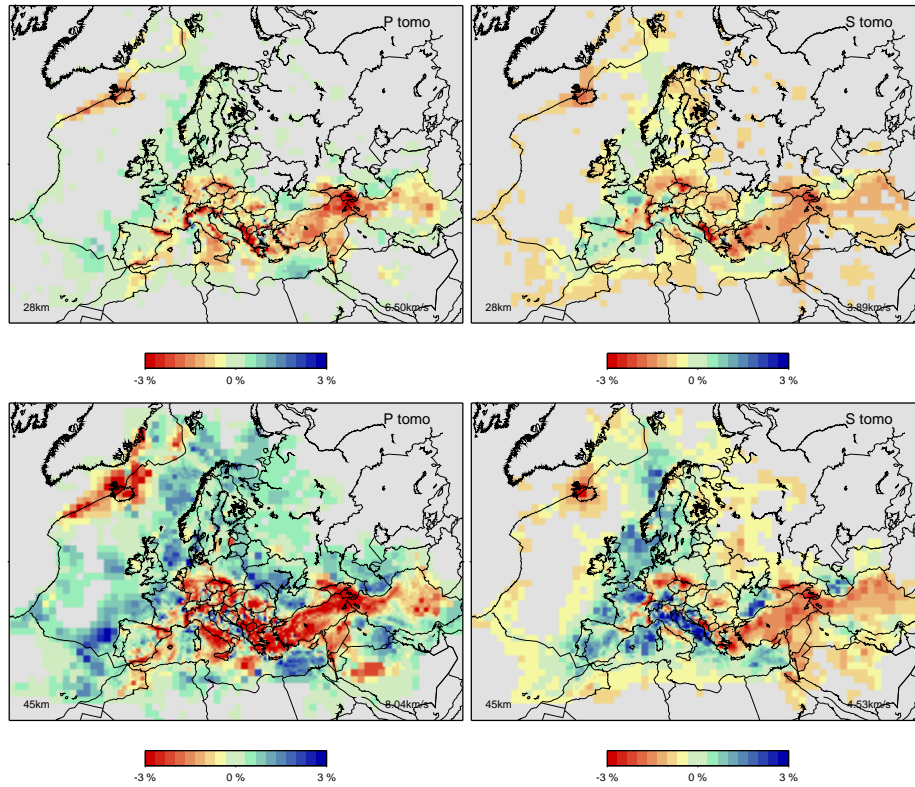 P tomo
S tomo
28km
6.50km/s
28km
3.89km/s
-3 %
0 %
3 %
-3 %
0 %
3 %
P tomo
S tomo
45km
8.04km/s
45km
4.53km/s
-3 %
0 %
3 %
-3 %
0 %
3 %